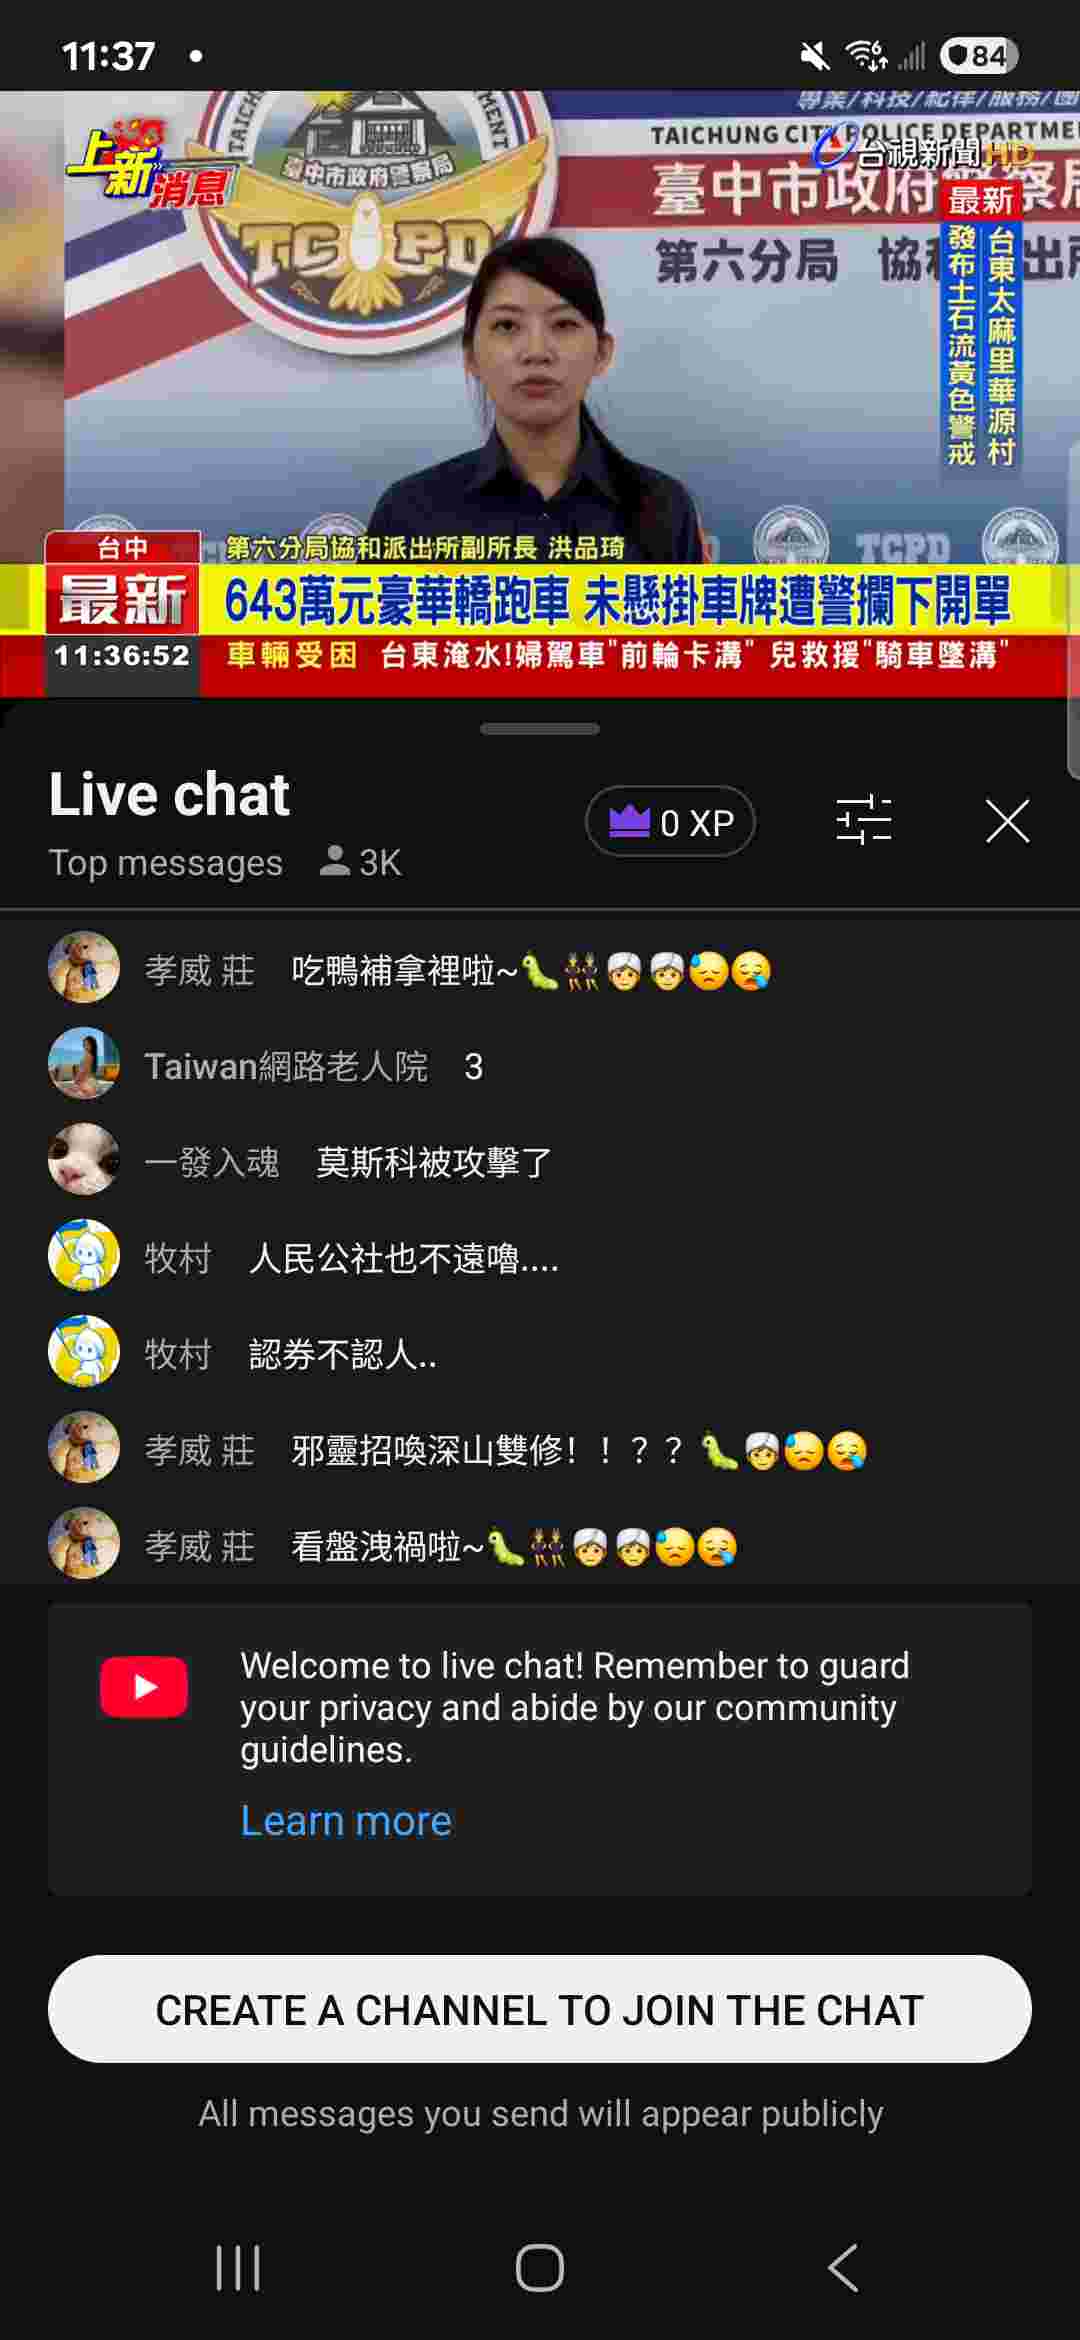 11:37
84
專業/科技/紀律/服務/團
TAICHUNG CITY POLICE DEPARTME
臺中市政府警察局
第六分局 協和 出所
TAICH
MENT
臺中市政府警察局
TCPD
上新消息
台視新聞HD
最新
台東太麻里華源村
發布土石流黃色警戒
TCPD
台中
第六分局協和派出所副所長 洪品琦
最新
643萬元豪華轎跑車 未懸掛車牌遭警攔下開單
11:36:52
車輛受困 台東淹水!婦駕車"前輪卡溝" 兒救援"騎車墜溝"
Live chat
0 XP
Top messages 3K
孝威 莊 吃鴨補拿裡啦~🐛👯🧑‍🦳👳👳😓😪
Taiwan網路老人院 3
一發入魂 莫斯科被攻擊了
牧村 人民公社也不遠嚕....
牧村 認券不認人..
孝威 莊 邪靈招喚深山雙修！！？？🐛👳😓😪
孝威 莊 看盤洩禍啦~🐛👯👳👳😓😪
Welcome to live chat! Remember to guard
your privacy and abide by our community
guidelines.
Learn more
CREATE A CHANNEL TO JOIN THE CHAT
All messages you send will appear publicly